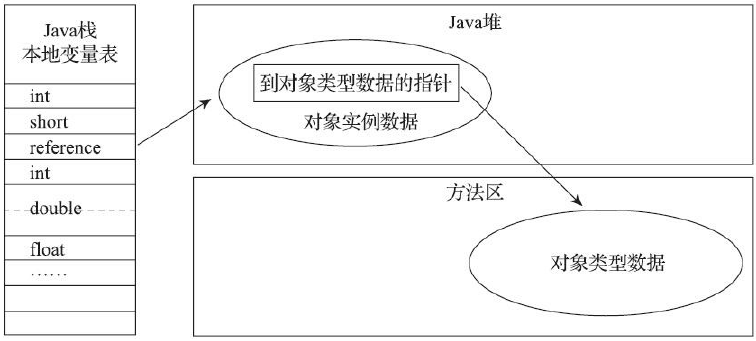 Java栈
本地变量表
int
short
reference
int
double
float
……
Java堆
到对象类型数据的指针
对象实例数据
方法区
对象类型数据